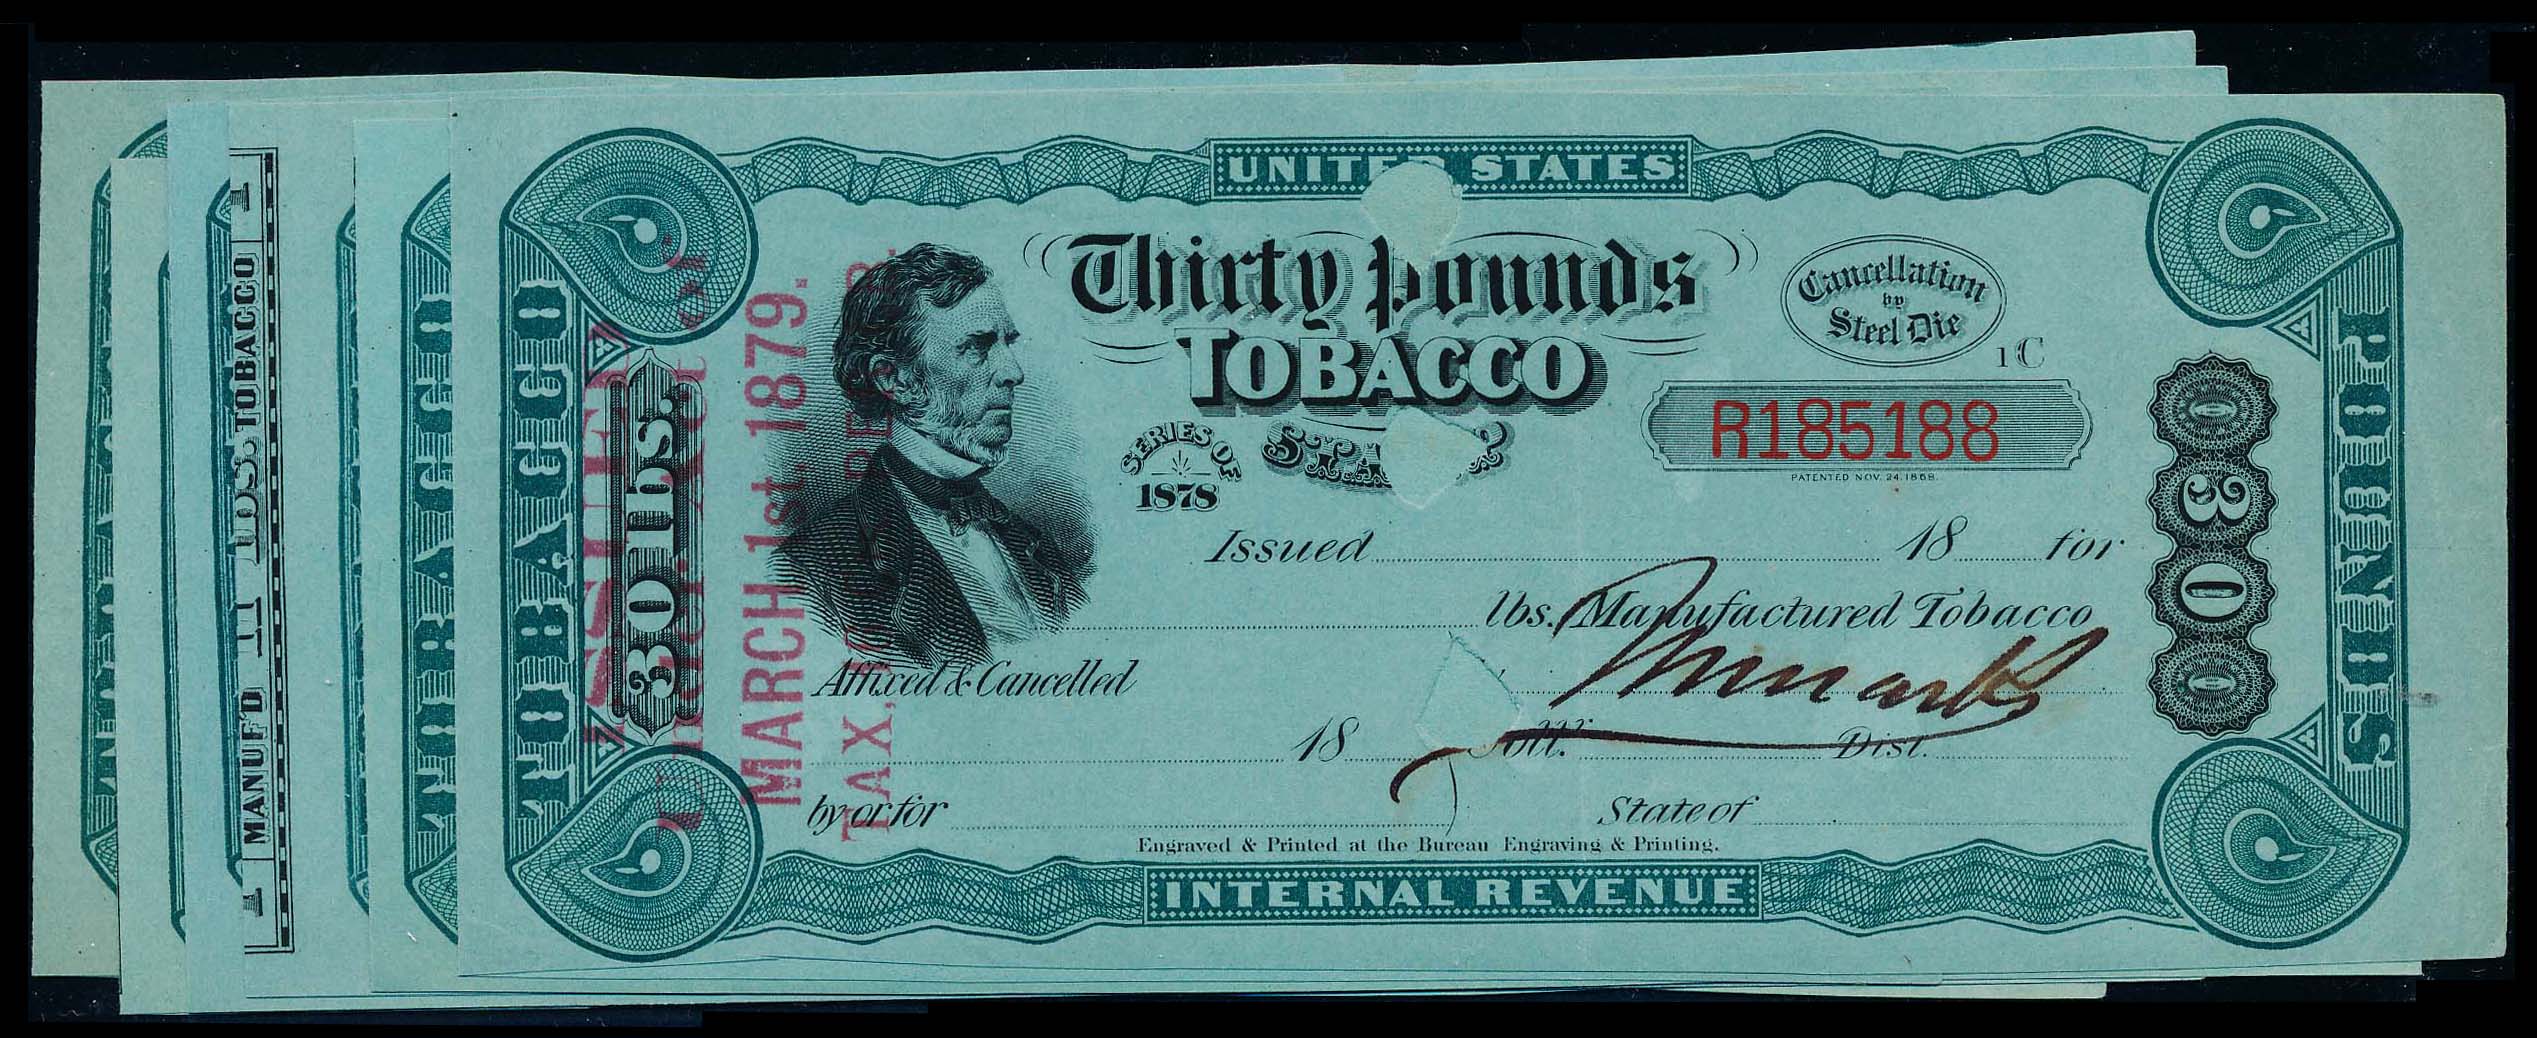 UNITED STATES
Thirty Pounds
TOBACCO
SERIES OF
1878
Cancellation
by
Steel Die
1C
R185188
PATENTED NOV. 24, 1868.
Issued 18 for
lbs. Manufactured Tobacco
Affixed & Cancelled
18 Coll. Dist.
by or for State of
Engraved & Printed at the Bureau Engraving & Printing.
INTERNAL REVENUE
TOBACCO
30 lbs.
MARCH 1st. 1879.
TAX,
30
POUNDS
TOBACCO
MANUF'D 11 LBS. TOBACCO